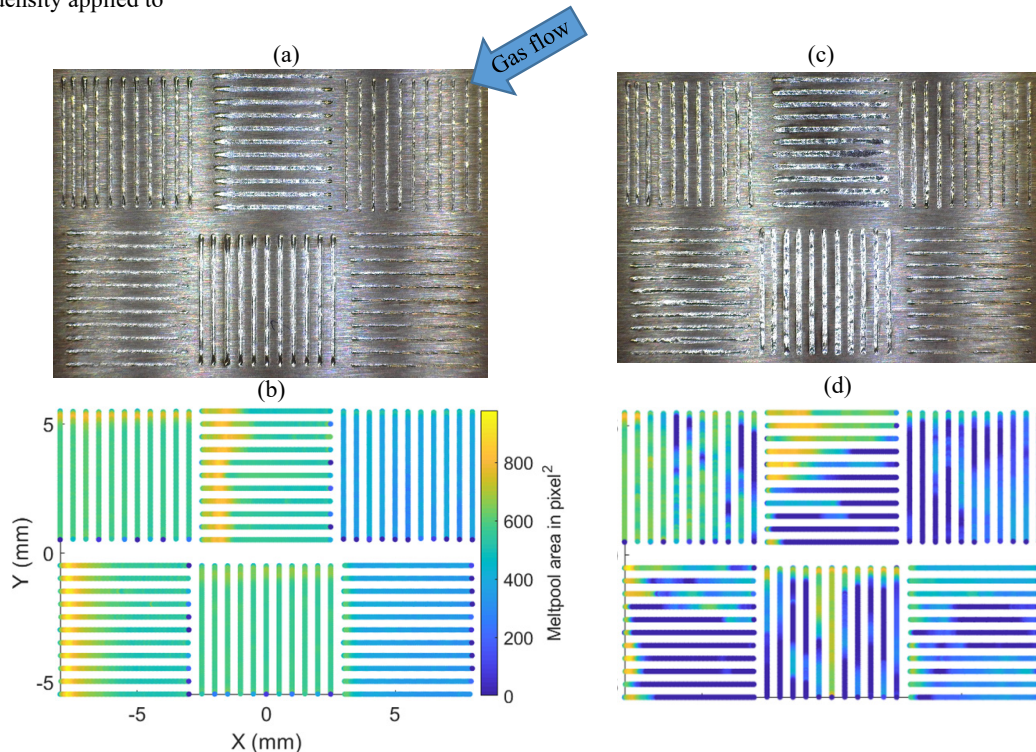 density applied to
(a)
Gas flow
(c)
(b)
(d)
5
0
-5
Y (mm)
-5
0
5
X (mm)
800
600
400
200
0
Meltpool area in pixel²